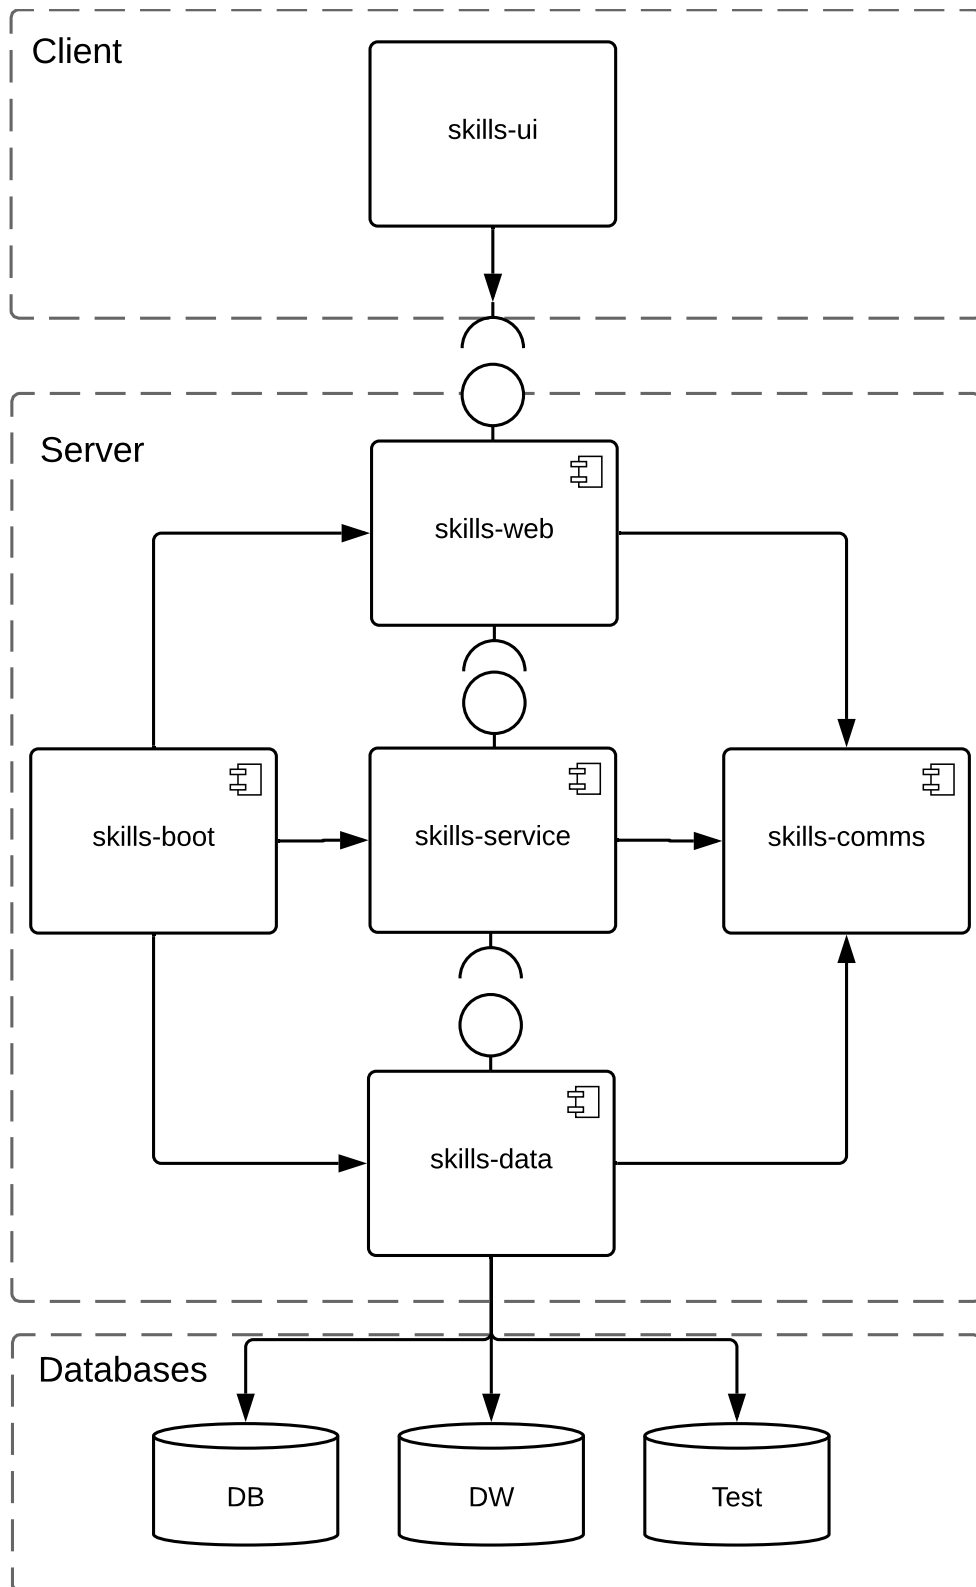 Client
skills-ui
Server
skills-web
skills-boot
skills-service
skills-comms
skills-data
Databases
DB
DW
Test